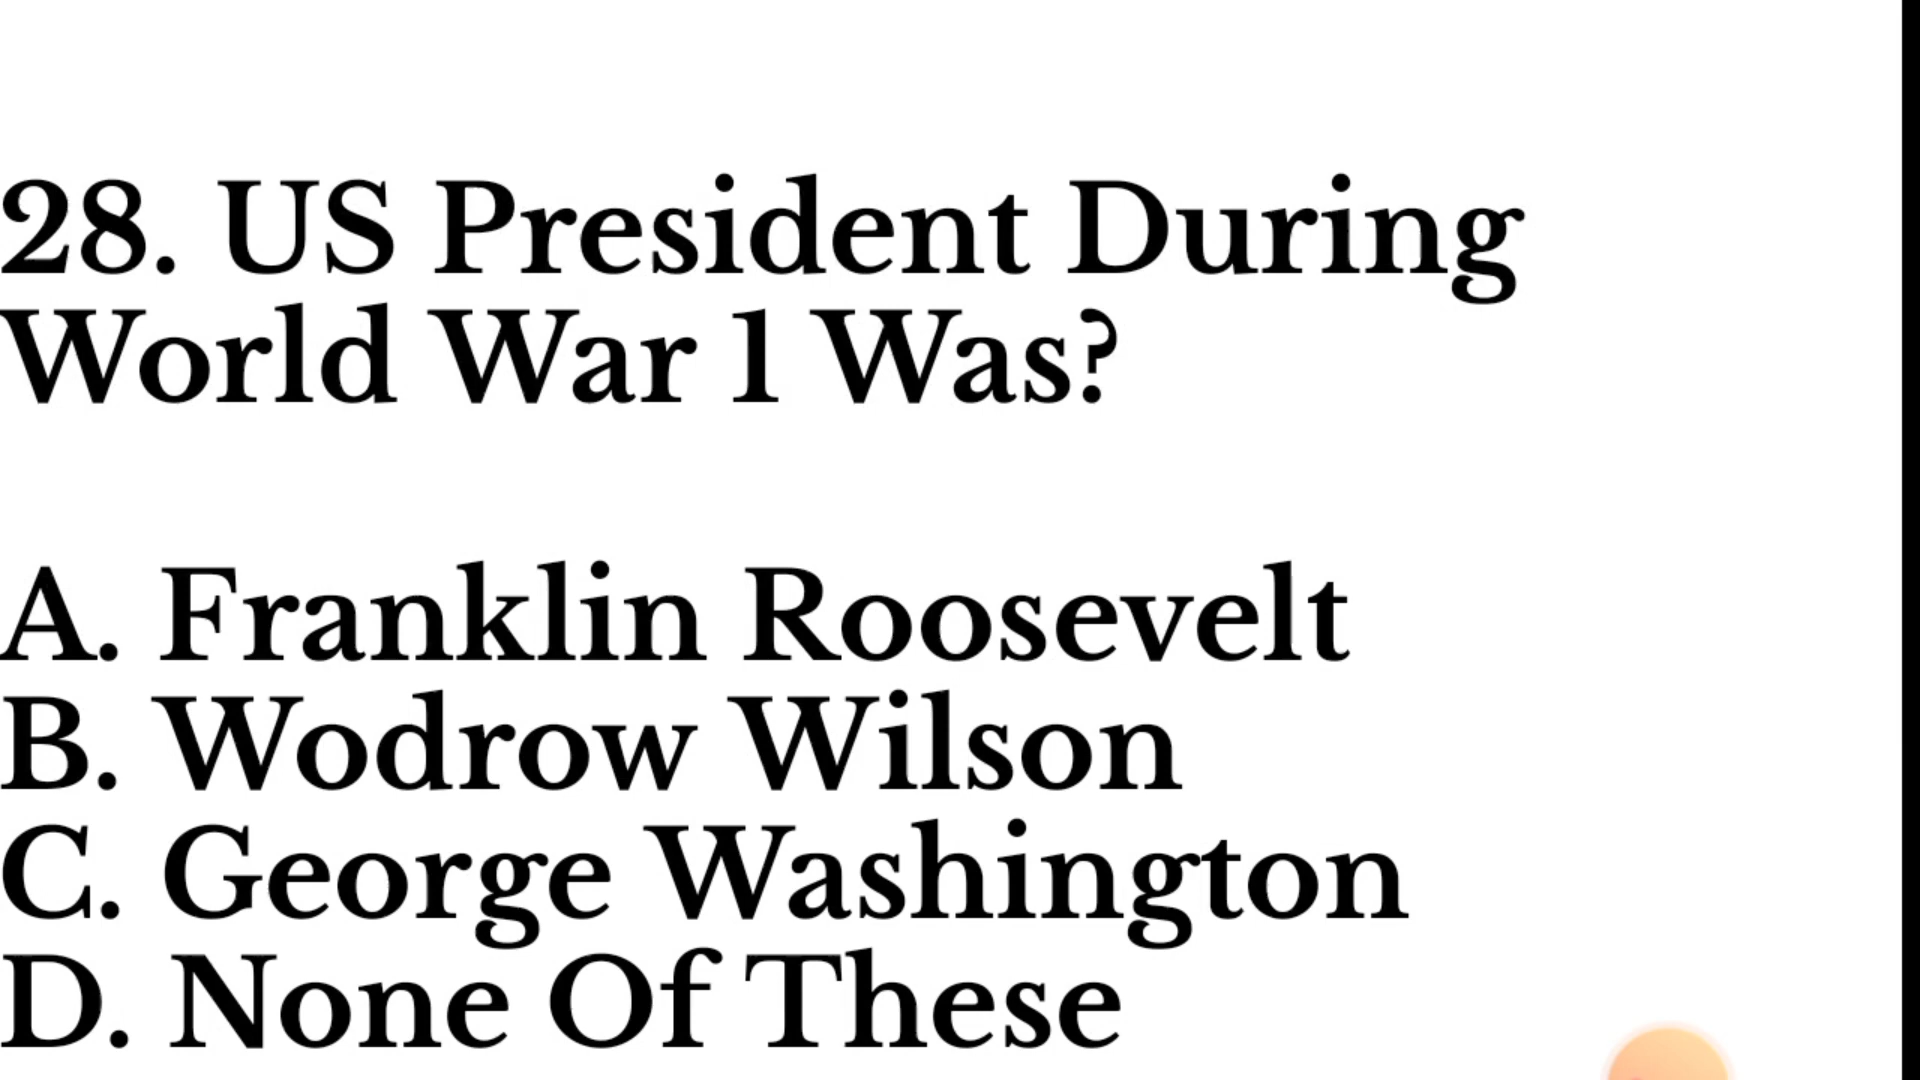 28. US President During
World War 1 Was?
A. Franklin Roosevelt
B. Wodrow Wilson
C. George Washington
D. None Of These